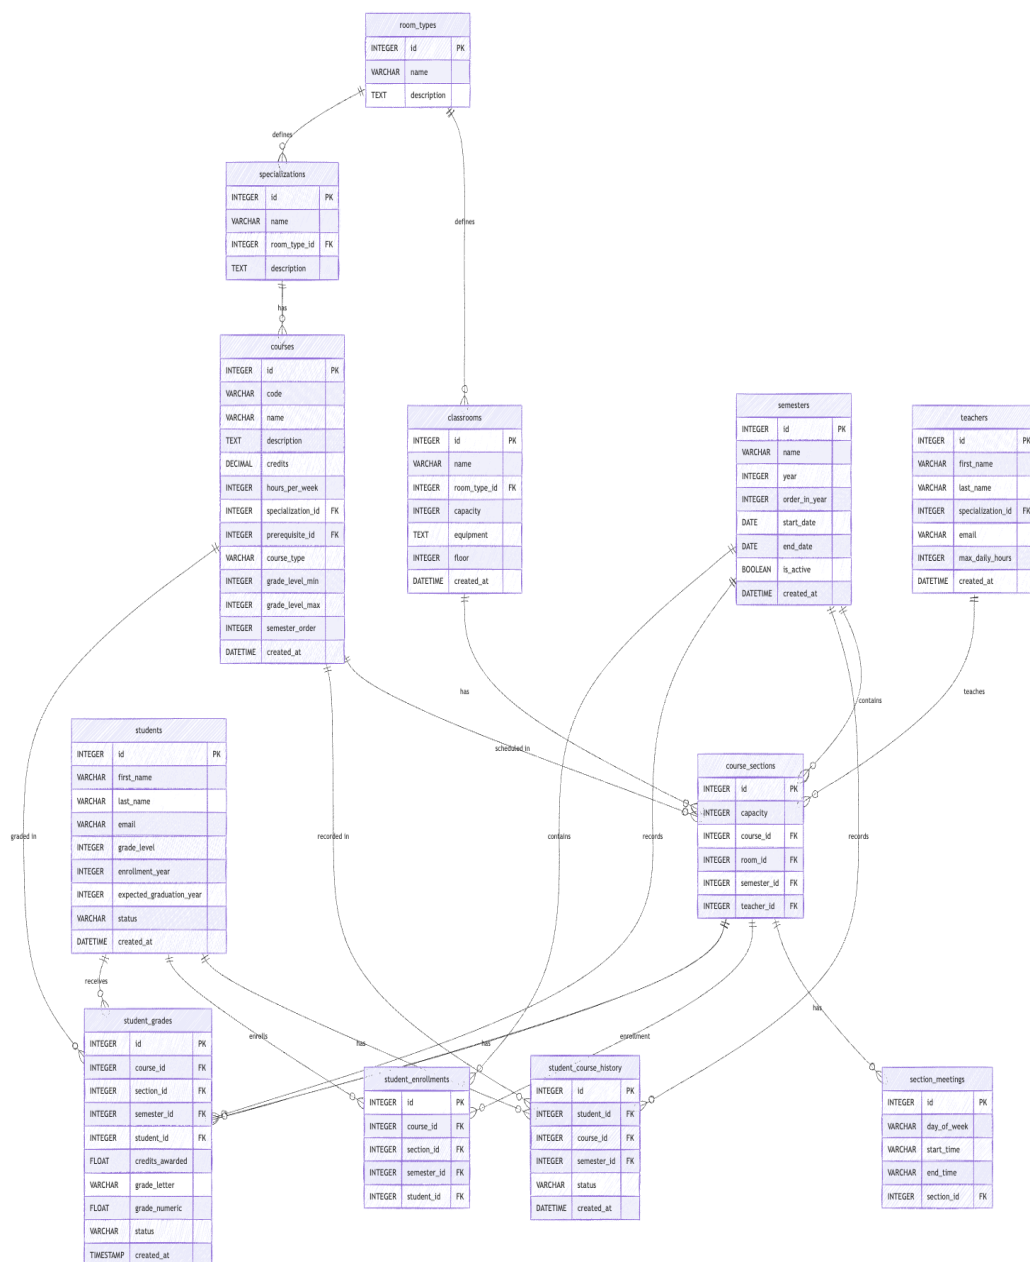 room_types
INTEGER id PK
VARCHAR name
TEXT description
defines
specializations
INTEGER id PK
VARCHAR name
INTEGER room_type_id FK
TEXT description
defines
has
courses
INTEGER id PK
VARCHAR code
VARCHAR name
TEXT description
DECIMAL credits
INTEGER hours_per_week
INTEGER specialization_id FK
INTEGER prerequisite_id FK
VARCHAR course_type
INTEGER grade_level_min
INTEGER grade_level_max
INTEGER semester_order
DATETIME created_at
classrooms
INTEGER id PK
VARCHAR name
INTEGER room_type_id FK
INTEGER capacity
TEXT equipment
INTEGER floor
DATETIME created_at
semesters
INTEGER id PK
VARCHAR name
INTEGER year
INTEGER order_in_year
DATE start_date
DATE end_date
BOOLEAN is_active
DATETIME created_at
teachers
INTEGER id PK
VARCHAR first_name
VARCHAR last_name
INTEGER specialization_id FK
VARCHAR email
INTEGER max_daily_hours
DATETIME created_at
has
contains
teaches
scheduled in
students
INTEGER id PK
VARCHAR first_name
VARCHAR last_name
VARCHAR email
INTEGER grade_level
INTEGER enrollment_year
INTEGER expected_graduation_year
VARCHAR status
DATETIME created_at
course_sections
INTEGER id PK
INTEGER capacity
INTEGER course_id FK
INTEGER room_id FK
INTEGER semester_id FK
INTEGER teacher_id FK
graded in
recorded in
contains
records
records
receives
enrolls
has
has
enrollment
has
student_grades
INTEGER id PK
INTEGER course_id FK
INTEGER section_id FK
INTEGER semester_id FK
INTEGER student_id FK
FLOAT credits_awarded
VARCHAR grade_letter
FLOAT grade_numeric
VARCHAR status
TIMESTAMP created_at
student_enrollments
INTEGER id PK
INTEGER course_id FK
INTEGER section_id FK
INTEGER semester_id FK
INTEGER student_id FK
student_course_history
INTEGER id PK
INTEGER student_id FK
INTEGER course_id FK
INTEGER semester_id FK
VARCHAR status
DATETIME created_at
section_meetings
INTEGER id PK
VARCHAR day_of_week
VARCHAR start_time
VARCHAR end_time
INTEGER section_id FK